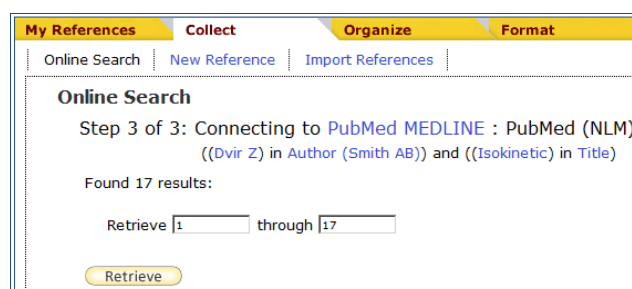 My References Collect Organize Format
Online Search New Reference Import References
Online Search
Step 3 of 3: Connecting to PubMed MEDLINE : PubMed (NLM)
((Dvir Z) in Author (Smith AB)) and ((Isokinetic) in Title)
Found 17 results:
Retrieve 1 through 17
Retrieve